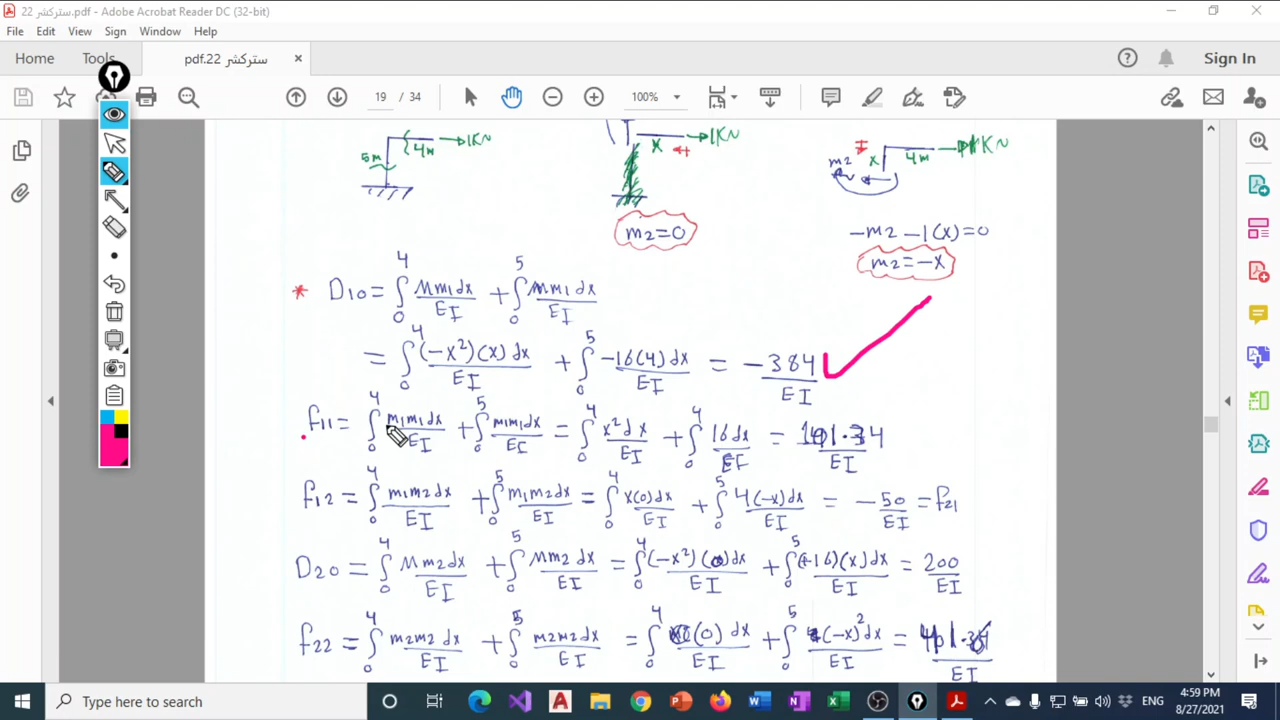 22 ستركشر.pdf - Adobe Acrobat Reader DC (32-bit)
File Edit View Sign Window Help
Home Tools 22 ستركشر.pdf × Sign In
19 / 34 100%
1KN 1KN 1KN
5m 4m x x 4m
m2
m2=0
-m2 -1(x)=0
m2=-x
* D10= ∫₀⁴ Mm1dx/EI + ∫₀⁵ Mm1dx/EI
= ∫₀⁴ (-x²)(x)dx/EI + ∫₀⁵ -16(4)dx/EI = -384/EI
f11= ∫₀⁴ m1m1dx/EI + ∫₀⁵ m1m1dx/EI = ∫₀⁴ x²dx/EI + ∫₀⁴ 16dx/EI = 101.34/EI
f12= ∫₀⁴ m1m2dx/EI + ∫₀⁵ m1m2dx/EI = ∫₀⁴ x(0)dx/EI + ∫₀⁵ 4(-x)dx/EI = -50/EI =f21
D20= ∫₀⁴ Mm2dx/EI + ∫₀⁵ Mm2dx/EI = ∫₀⁴ (-x²)(0)dx/EI + ∫₀⁵ (-16)(x)dx/EI = 200/EI
f22= ∫₀⁴ m2m2dx/EI + ∫₀⁵ m2m2dx/EI = ∫₀⁴ (0)dx/EI + ∫₀⁵ (-x)²dx/EI = /EI
Type here to search
ENG 4:59 PM
8/27/2021